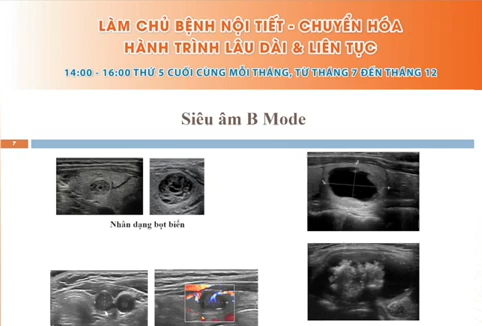 LÀM CHỦ BỆNH NỘI TIẾT - CHUYỂN HÓA
HÀNH TRÌNH LÂU DÀI & LIÊN TỤC
14:00 - 16:00 THỨ 5 CUỐI CÙNG MỖI THÁNG, TỪ THÁNG 7 ĐẾN THÁNG 12
Siêu âm B Mode
7
Nhân dạng bọt biển